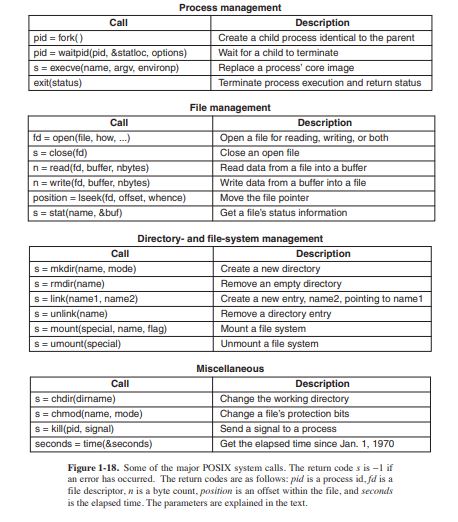 Process management
Call Description
pid = fork( ) Create a child process identical to the parent
pid = waitpid(pid, &statloc, options) Wait for a child to terminate
s = execve(name, argv, environp) Replace a process' core image
exit(status) Terminate process execution and return status
File management
Call Description
fd = open(file, how, ...) Open a file for reading, writing, or both
s = close(fd) Close an open file
n = read(fd, buffer, nbytes) Read data from a file into a buffer
n = write(fd, buffer, nbytes) Write data from a buffer into a file
position = lseek(fd, offset, whence) Move the file pointer
s = stat(name, &buf) Get a file's status information
Directory- and file-system management
Call Description
s = mkdir(name, mode) Create a new directory
s = rmdir(name) Remove an empty directory
s = link(name1, name2) Create a new entry, name2, pointing to name1
s = unlink(name) Remove a directory entry
s = mount(special, name, flag) Mount a file system
s = umount(special) Unmount a file system
Miscellaneous
Call Description
s = chdir(dirname) Change the working directory
s = chmod(name, mode) Change a file's protection bits
s = kill(pid, signal) Send a signal to a process
seconds = time(&seconds) Get the elapsed time since Jan. 1, 1970
Figure 1-18. Some of the major POSIX system calls. The return code s is −1 if
an error has occurred. The return codes are as follows: pid is a process id, fd is a
file descriptor, n is a byte count, position is an offset within the file, and seconds
is the elapsed time. The parameters are explained in the text.